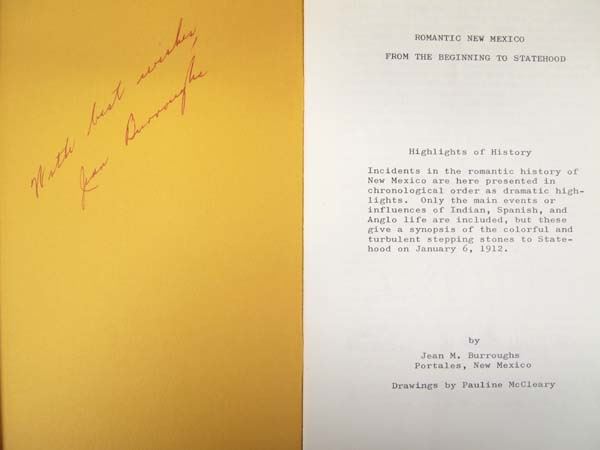 With best wishes,
Jean Burroughs
ROMANTIC NEW MEXICO
FROM THE BEGINNING TO STATEHOOD
Highlights of History
Incidents in the romantic history of
New Mexico are here presented in
chronological order as dramatic high-
lights. Only the main events or
influences of Indian, Spanish, and
Anglo life are included, but these
give a synopsis of the colorful and
turbulent stepping stones to State-
hood on January 6, 1912.
by
Jean M. Burroughs
Portales, New Mexico
Drawings by Pauline McCleary